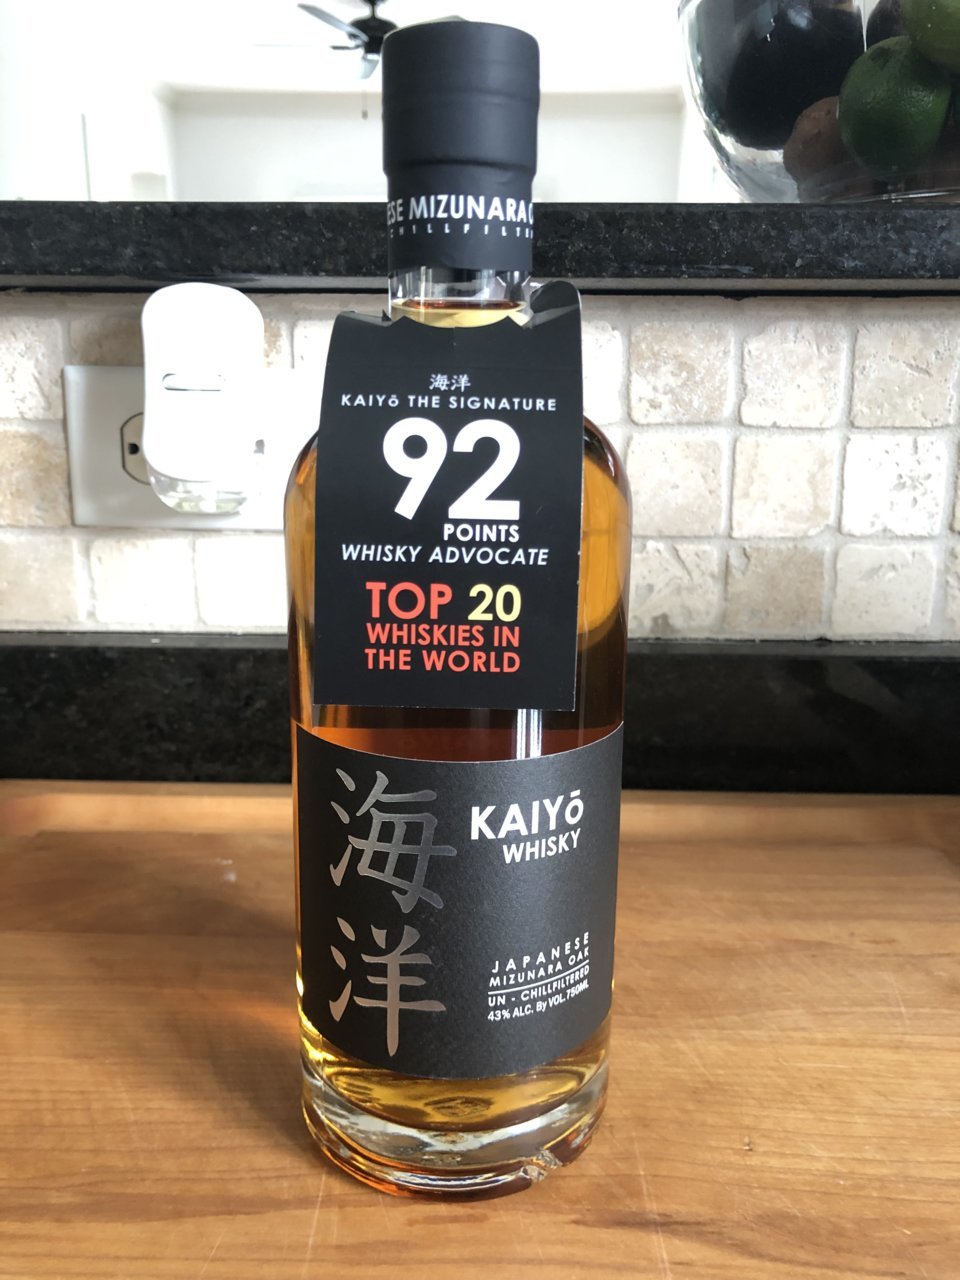 MIZUNARA
CHILLFILTE
海洋
KAIYō THE SIGNATURE
92
POINTS
WHISKY ADVOCATE
TOP 20
WHISKIES IN
THE WORLD
海洋
KAIYō
WHISKY
JAPANESE
MIZUNARA OAK
UN - CHILLFILTERED
43% ALC. By VOL. 750ML